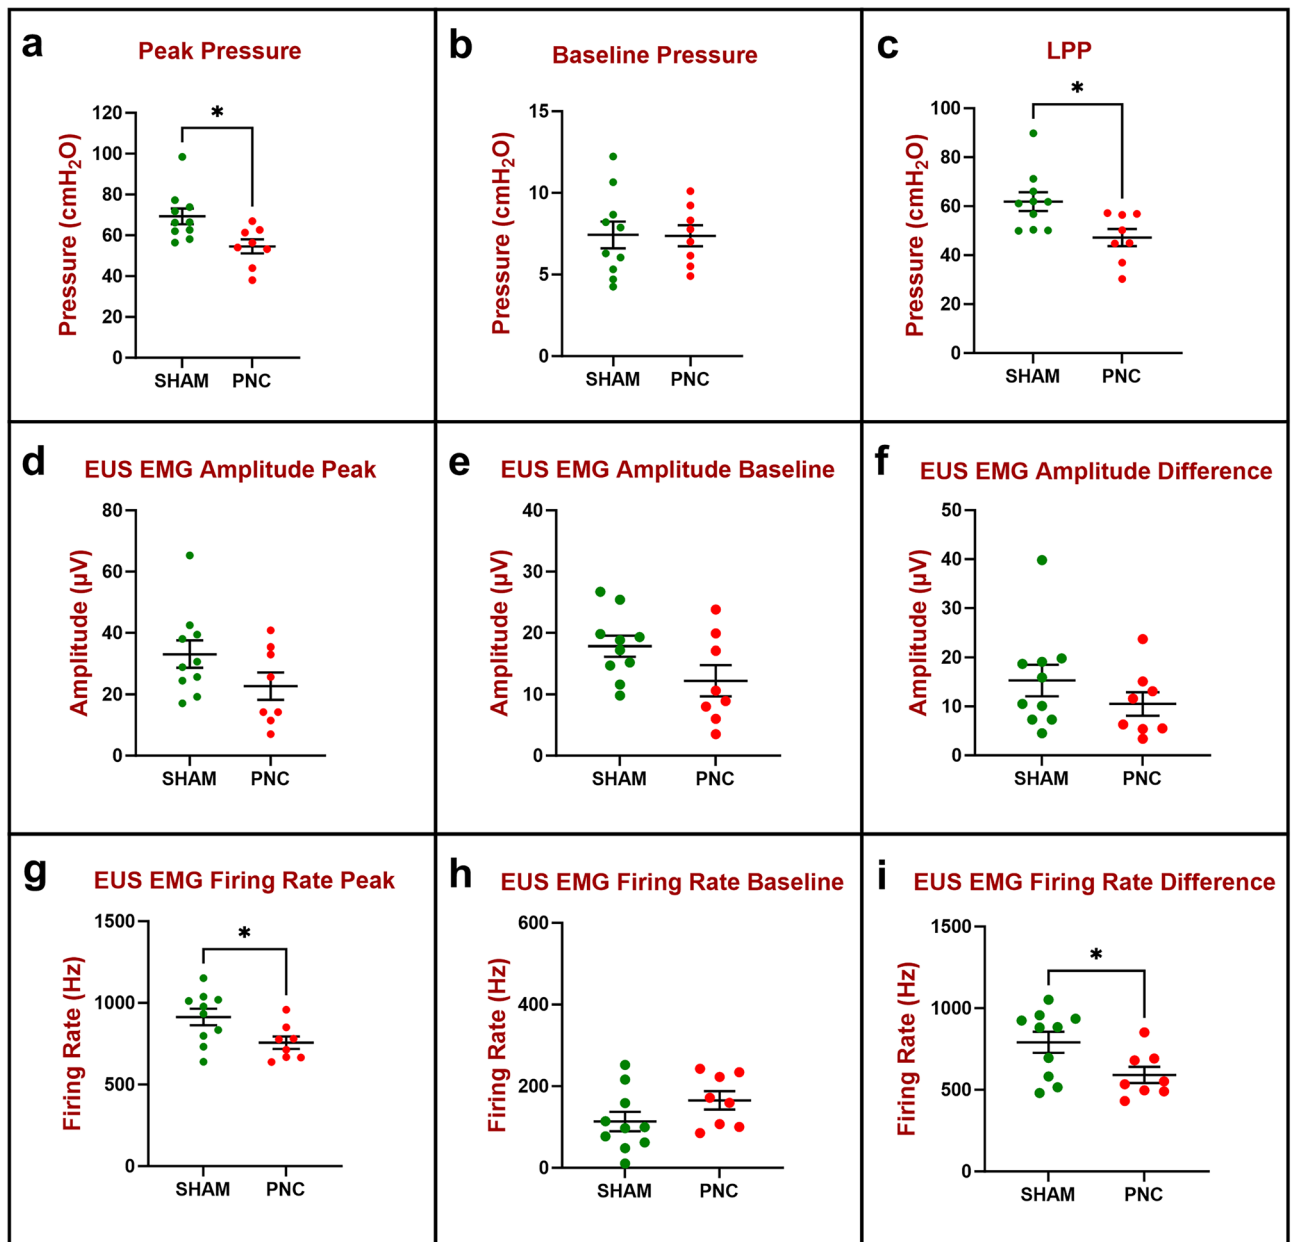 a
Peak Pressure
Pressure (cmH₂O)
120
100
80
60
40
20
0
*
SHAM PNC
b
Baseline Pressure
Pressure (cmH₂O)
15
10
5
0
SHAM PNC
c
LPP
Pressure (cmH₂O)
100
80
60
40
20
0
*
SHAM PNC
d
EUS EMG Amplitude Peak
Amplitude (µV)
80
60
40
20
0
SHAM PNC
e
EUS EMG Amplitude Baseline
Amplitude (µV)
40
30
20
10
0
SHAM PNC
f
EUS EMG Amplitude Difference
Amplitude (µV)
50
40
30
20
10
0
SHAM PNC
g
EUS EMG Firing Rate Peak
Firing Rate (Hz)
1500
1000
500
0
*
SHAM PNC
h
EUS EMG Firing Rate Baseline
Firing Rate (Hz)
600
400
200
0
SHAM PNC
i
EUS EMG Firing Rate Difference
Firing Rate (Hz)
1500
1000
500
0
*
SHAM PNC